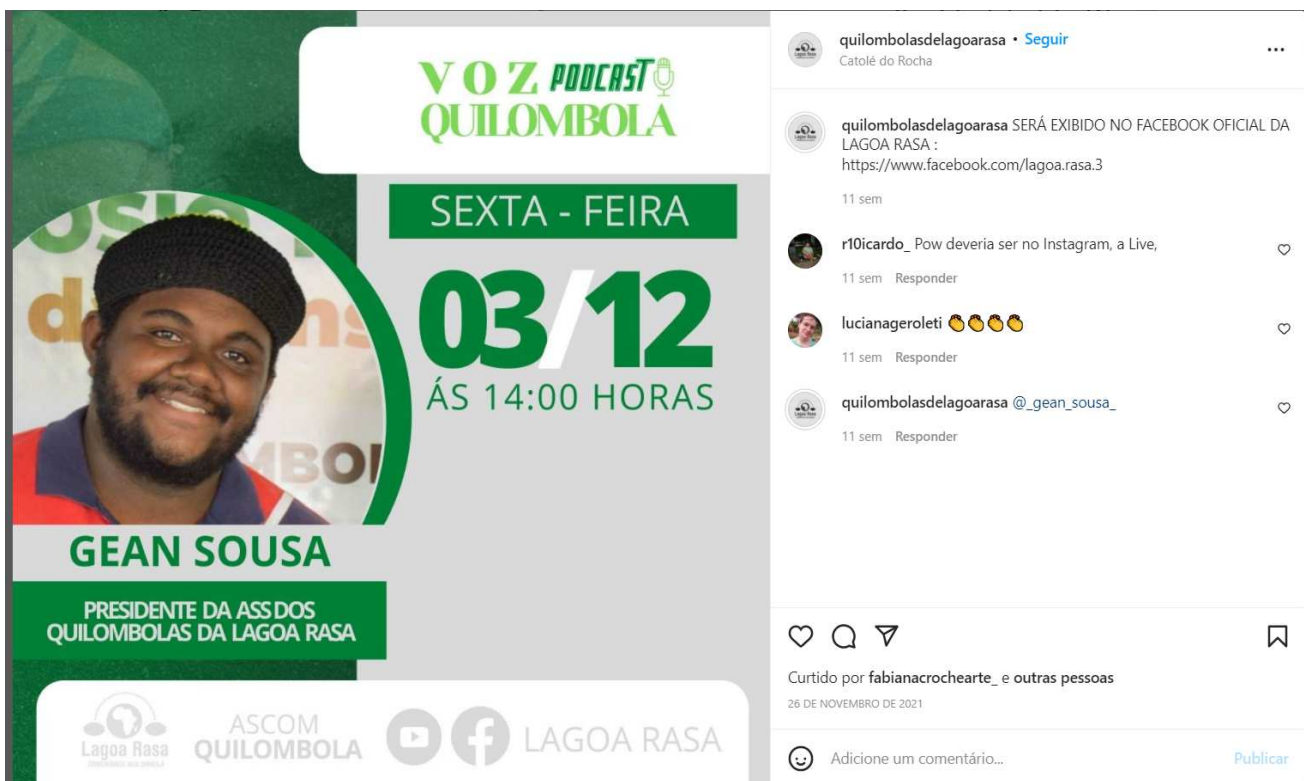 VOZ PODCAST
QUILOMBOLA
SEXTA - FEIRA
03/12
ÁS 14:00 HORAS
GEAN SOUSA
PRESIDENTE DA ASS DOS
QUILOMBOLAS DA LAGOA RASA
Lagoa Rasa
ASCOM
QUILOMBOLA
LAGOA RASA
quilombolasdelagoarasa • Seguir
Catolé do Rocha
quilombolasdelagoarasa SERÁ EXIBIDO NO FACEBOOK OFICIAL DA
LAGOA RASA :
https://www.facebook.com/lagoa.rasa.3
11 sem
r10icardo_ Pow deveria ser no Instagram, a Live,
11 sem Responder
lucianageroleti 👏👏👏👏
11 sem Responder
quilombolasdelagoarasa @_gean_sousa_
11 sem Responder
Curtido por fabianacrochearte_ e outras pessoas
26 DE NOVEMBRO DE 2021
Adicione um comentário...
Publicar